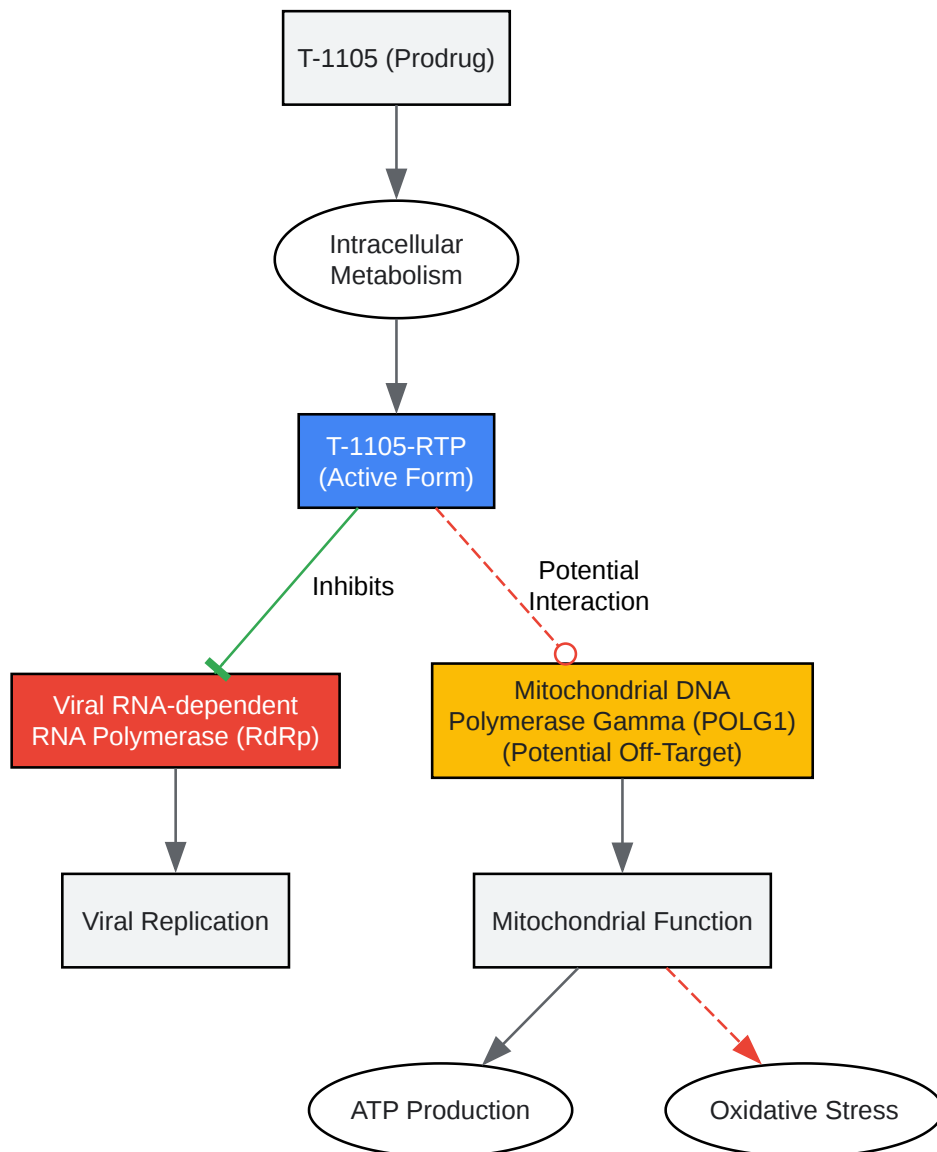 T-1105 (Prodrug)
Intracellular
Metabolism
T-1105-RTP
(Active Form)
Inhibits
Potential
Interaction
Viral RNA-dependent
RNA Polymerase (RdRp)
Mitochondrial DNA
Polymerase Gamma (POLG1)
(Potential Off-Target)
Viral Replication
Mitochondrial Function
ATP Production
Oxidative Stress